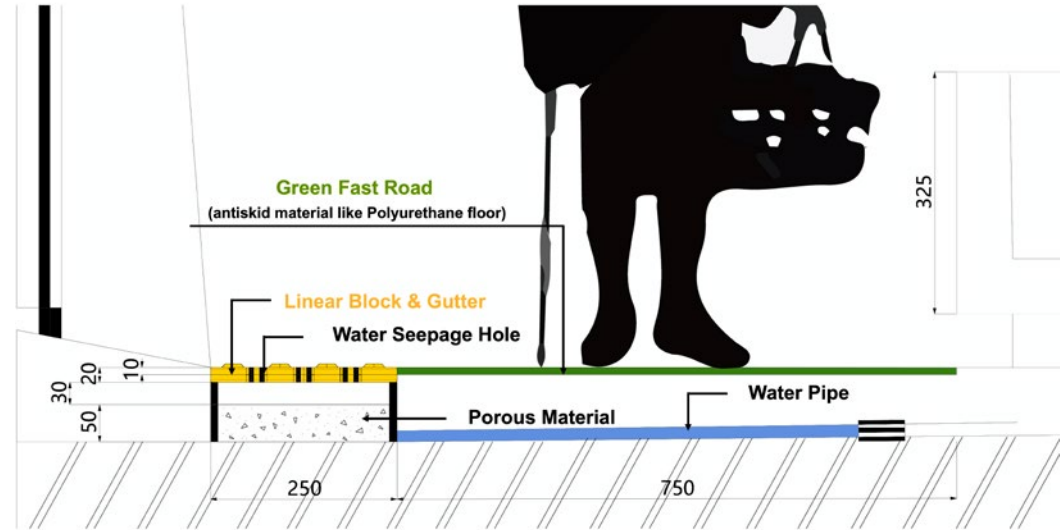 325
Green Fast Road
(antiskid material like Polyurethane floor)
Linear Block & Gutter
Water Seepage Hole
10
20
30
50
Water Pipe
Porous Material
250
750